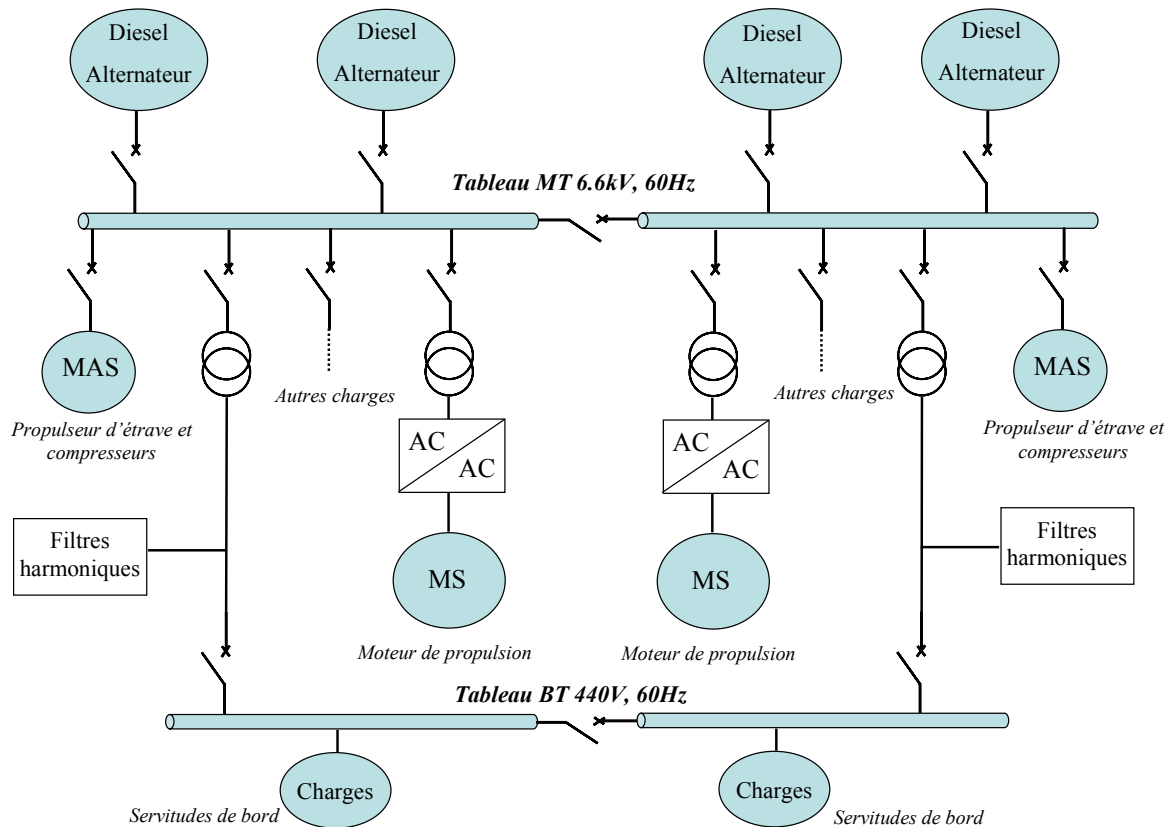 Diesel
Alternateur
Diesel
Alternateur
Diesel
Alternateur
Diesel
Alternateur
Tableau MT 6.6kV, 60Hz
MAS
Propulseur d'étrave et
compresseurs
Autres charges
AC
AC
MS
Moteur de propulsion
Filtres
harmoniques
AC
AC
MS
Moteur de propulsion
Autres charges
MAS
Propulseur d'étrave et
compresseurs
Filtres
harmoniques
Tableau BT 440V, 60Hz
Charges
Servitudes de bord
Charges
Servitudes de bord